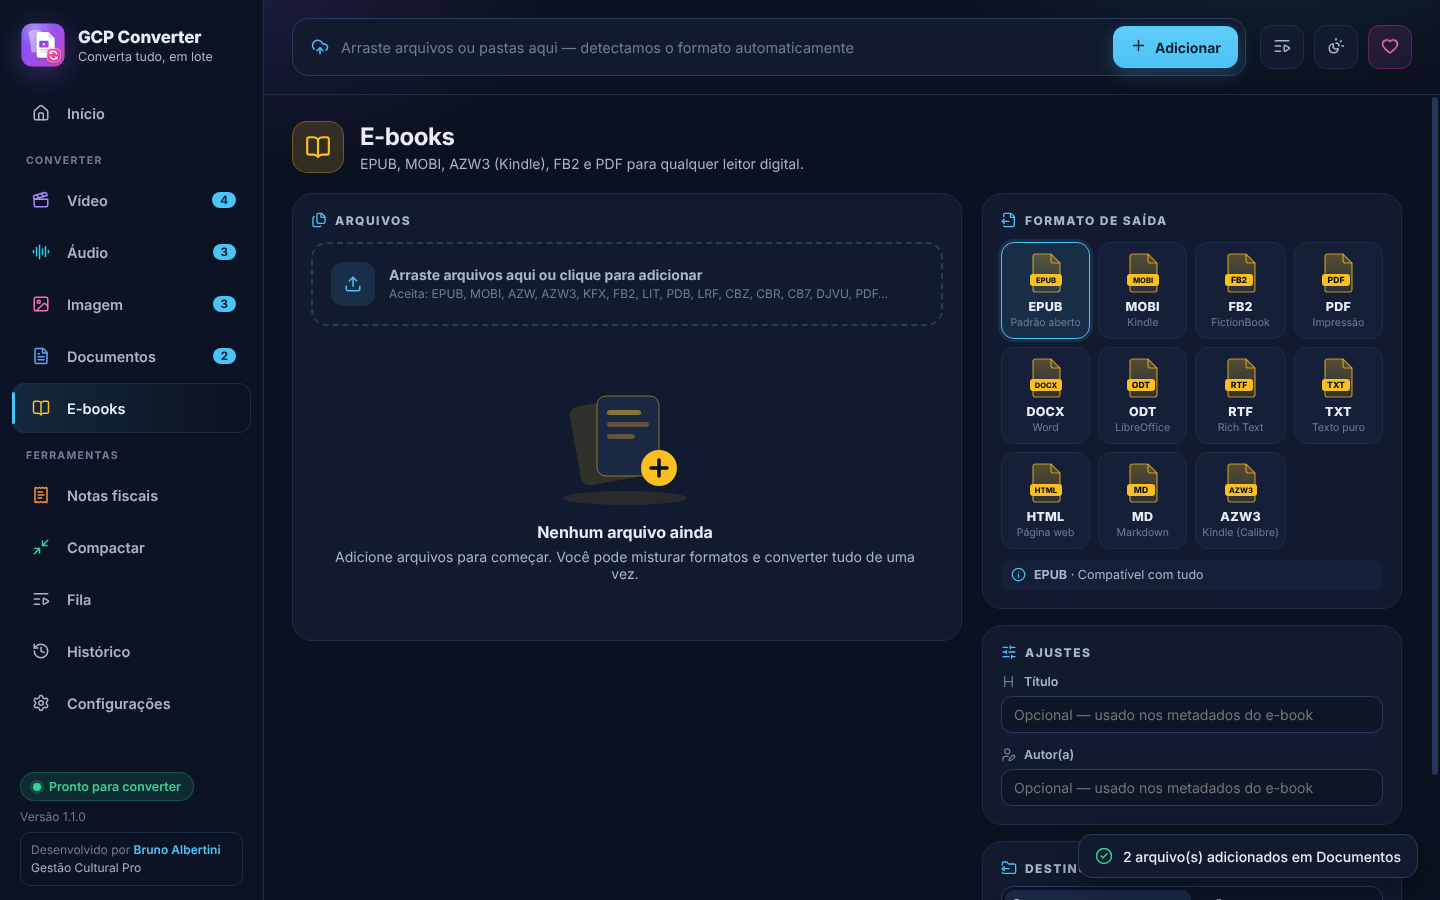 GCP Converter
Converta tudo, em lote
Início
CONVERTER
Vídeo 4
Áudio 3
Imagem 3
Documentos 2
E-books
FERRAMENTAS
Notas fiscais
Compactar
Fila
Histórico
Configurações
Pronto para converter
Versão 1.1.0
Desenvolvido por Bruno Albertini
Gestão Cultural Pro
Arraste arquivos ou pastas aqui — detectamos o formato automaticamente
Adicionar
E-books
EPUB, MOBI, AZW3 (Kindle), FB2 e PDF para qualquer leitor digital.
ARQUIVOS
Arraste arquivos aqui ou clique para adicionar
Aceita: EPUB, MOBI, AZW, AZW3, KFX, FB2, LIT, PDB, LRF, CBZ, CBR, CB7, DJVU, PDF...
Nenhum arquivo ainda
Adicione arquivos para começar. Você pode misturar formatos e converter tudo de uma
vez.
FORMATO DE SAÍDA
EPUB MOBI FB2 PDF
EPUB MOBI FB2 PDF
Padrão aberto Kindle FictionBook Impressão
DOCX ODT RTF TXT
DOCX ODT RTF TXT
Word LibreOffice Rich Text Texto puro
HTML MD AZW3
HTML MD AZW3
Página web Markdown Kindle (Calibre)
EPUB · Compatível com tudo
AJUSTES
Título
Opcional — usado nos metadados do e-book
Autor(a)
Opcional — usado nos metadados do e-book
2 arquivo(s) adicionados em Documentos